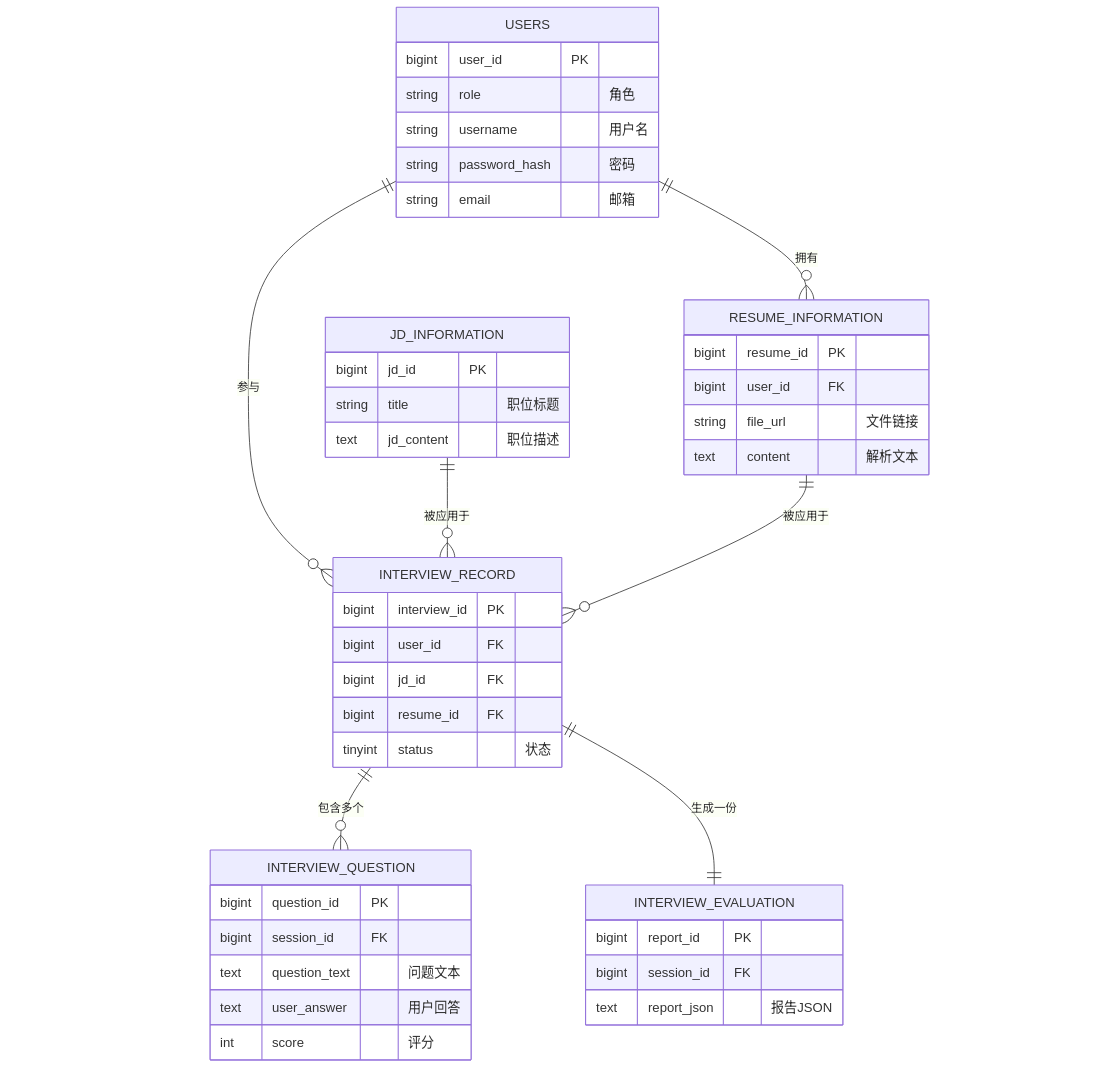 USERS
bigint user_id PK
string role 角色
string username 用户名
string password_hash 密码
string email 邮箱
拥有
参与
JD_INFORMATION
bigint jd_id PK
string title 职位标题
text jd_content 职位描述
RESUME_INFORMATION
bigint resume_id PK
bigint user_id FK
string file_url 文件链接
text content 解析文本
被应用于
被应用于
INTERVIEW_RECORD
bigint interview_id PK
bigint user_id FK
bigint jd_id FK
bigint resume_id FK
tinyint status 状态
包含多个
生成一份
INTERVIEW_QUESTION
bigint question_id PK
bigint session_id FK
text question_text 问题文本
text user_answer 用户回答
int score 评分
INTERVIEW_EVALUATION
bigint report_id PK
bigint session_id FK
text report_json 报告JSON